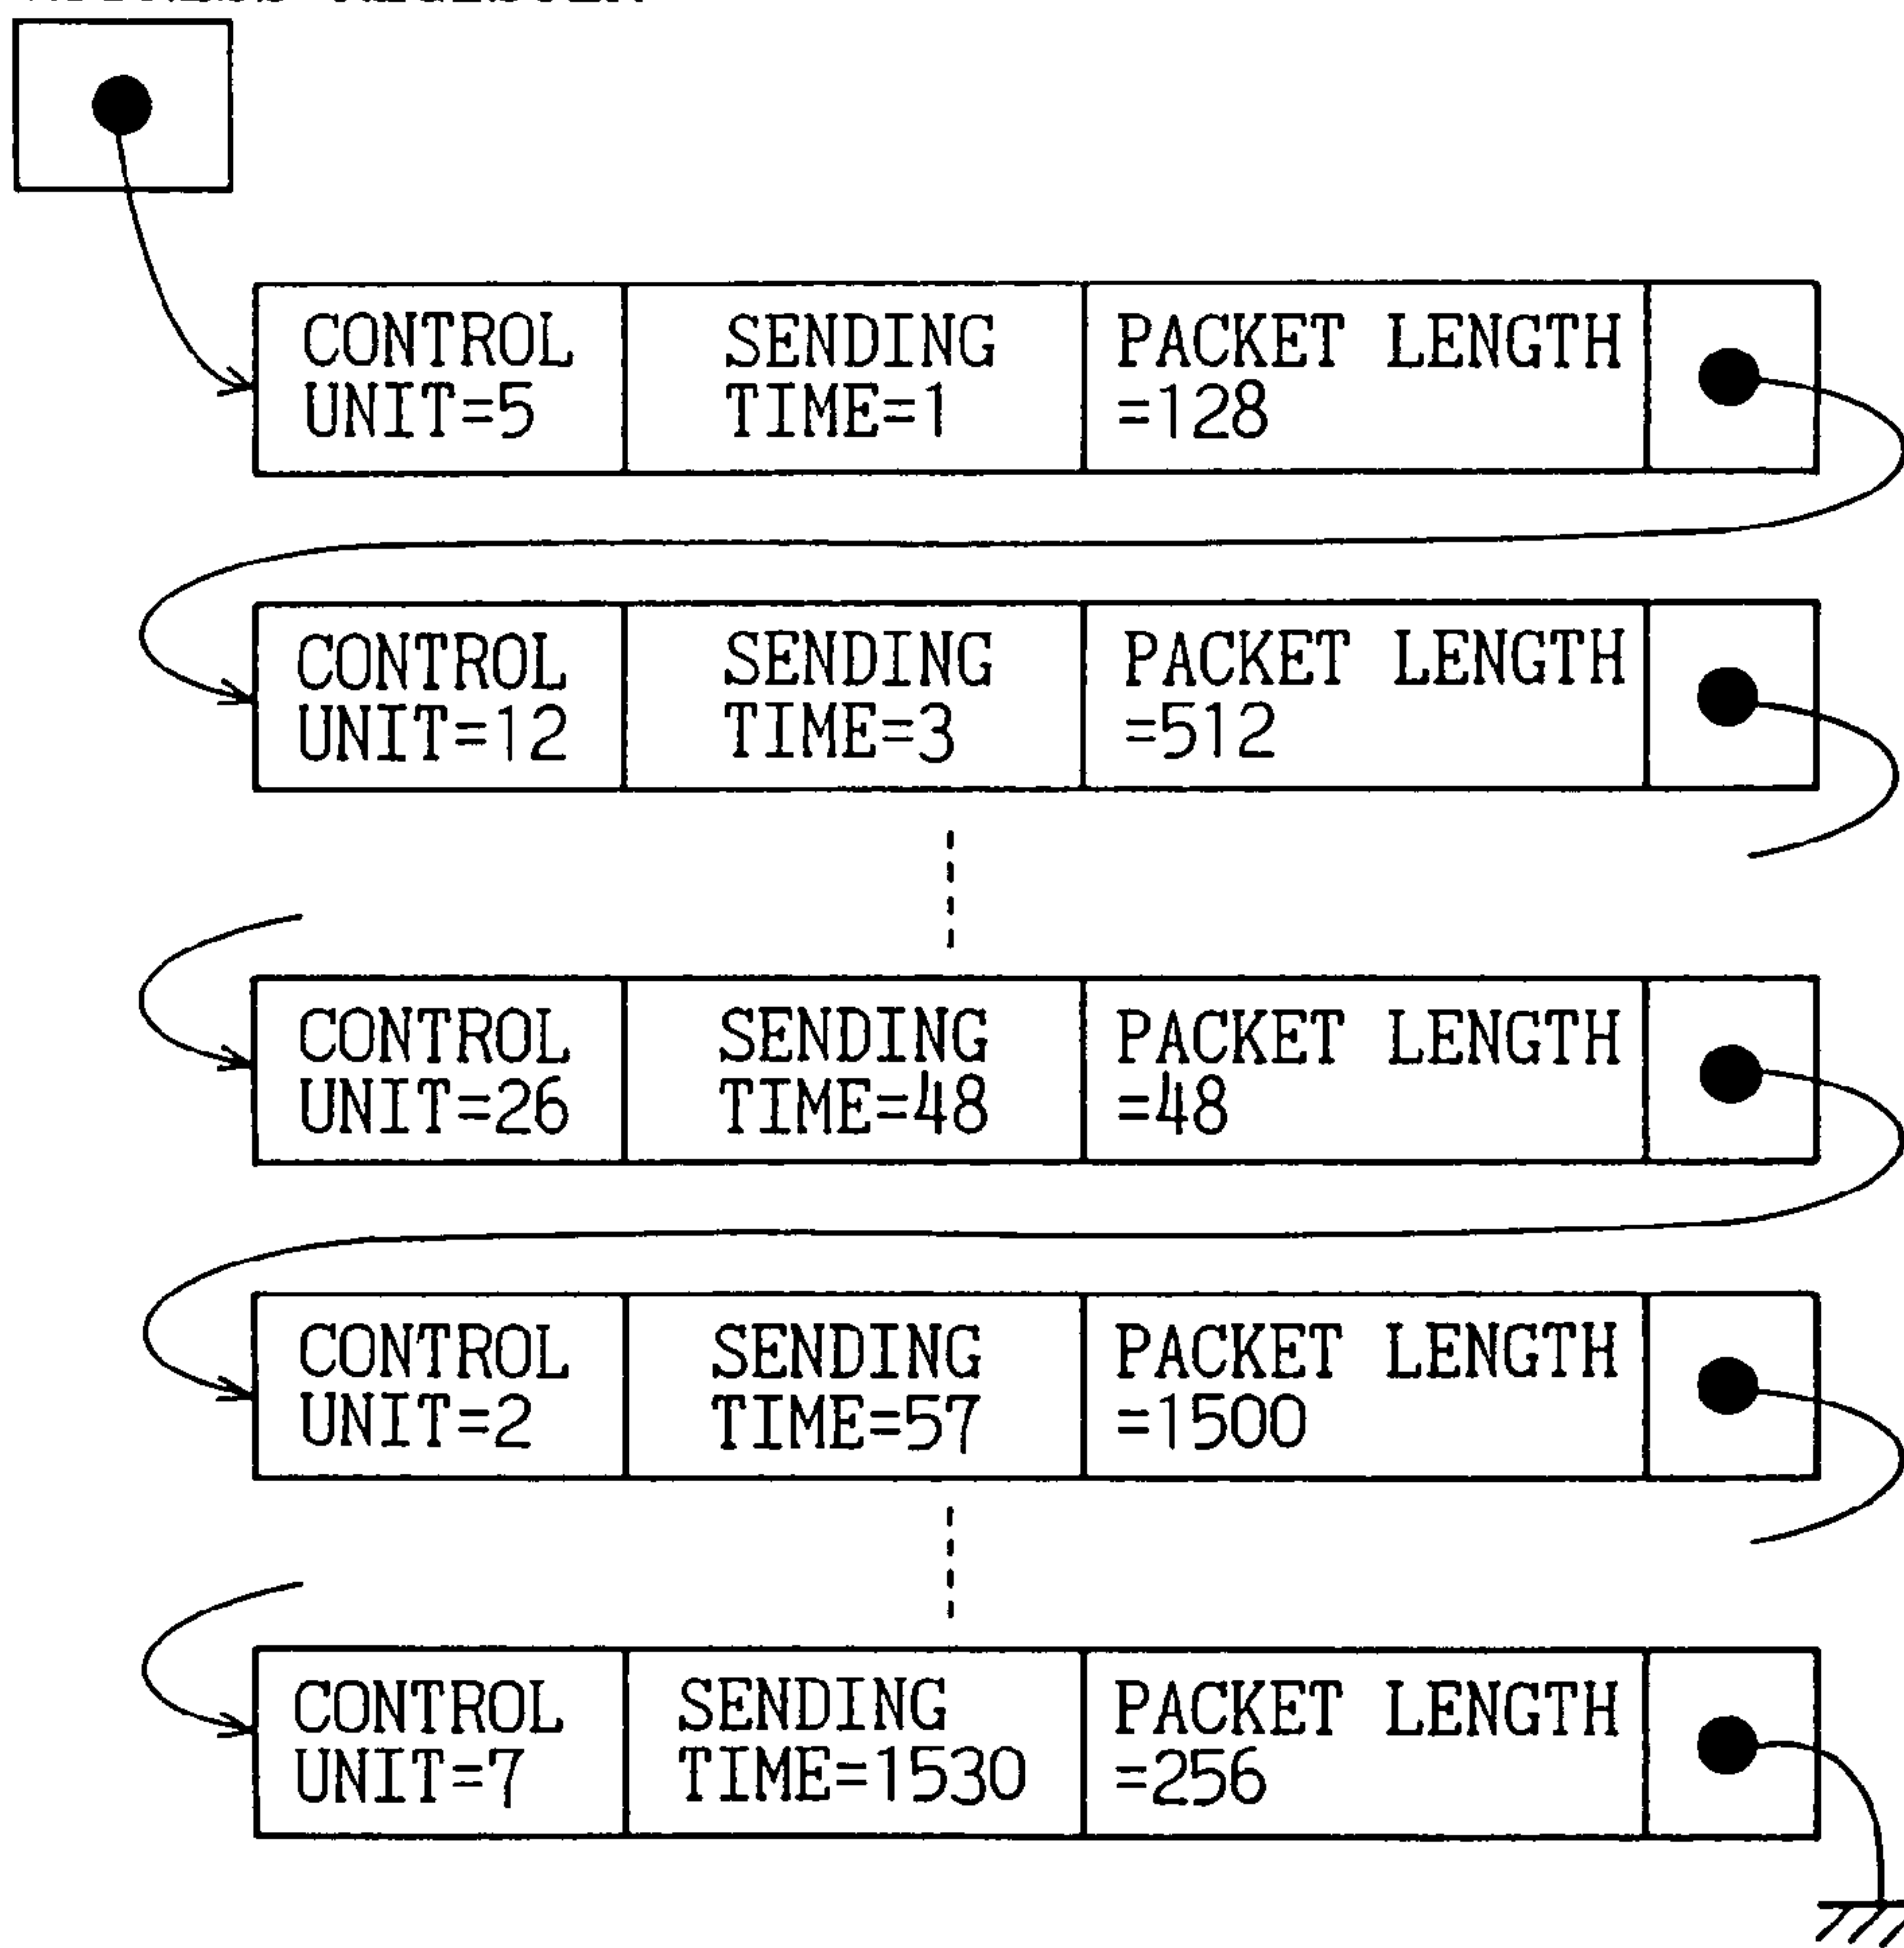 CONTROL UNIT=5
SENDING TIME=1
PACKET LENGTH =128
CONTROL UNIT=12
SENDING TIME=3
PACKET LENGTH =512
CONTROL UNIT=26
SENDING TIME=48
PACKET LENGTH =48
CONTROL UNIT=2
SENDING TIME=57
PACKET LENGTH =1500
CONTROL UNIT=7
SENDING TIME=1530
PACKET LENGTH =256